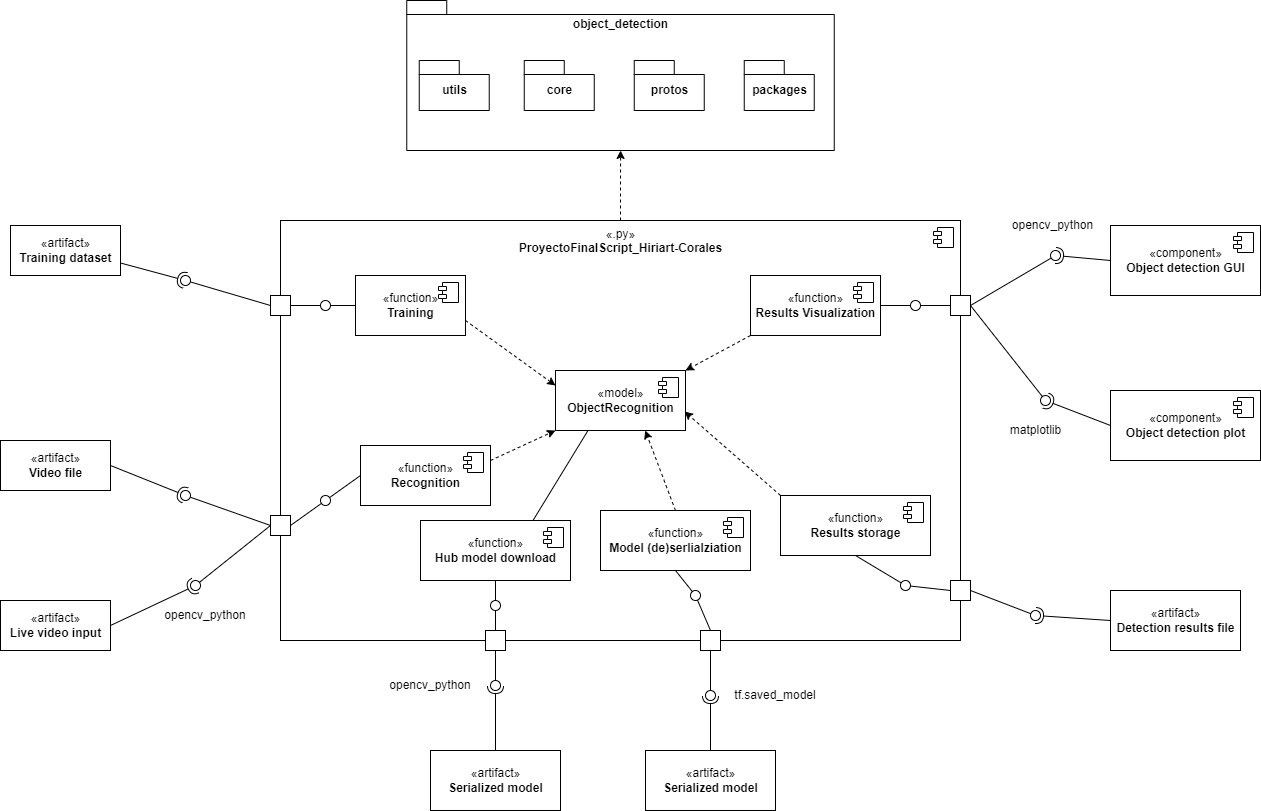 object_detection
utils
core
protos
packages
«.py»
ProyectoFinalScript_Hiriart-Corales
«artifact»
Training dataset
«function»
Training
«function»
Results Visualization
opencv_python
«component»
Object detection GUI
«model»
ObjectRecognition
matplotlib
«component»
Object detection plot
«artifact»
Video file
«function»
Recognition
«function»
Hub model download
«function»
Model (de)serlialziation
«function»
Results storage
opencv_python
«artifact»
Live video input
«artifact»
Detection results file
opencv_python
tf.saved_model
«artifact»
Serialized model
«artifact»
Serialized model